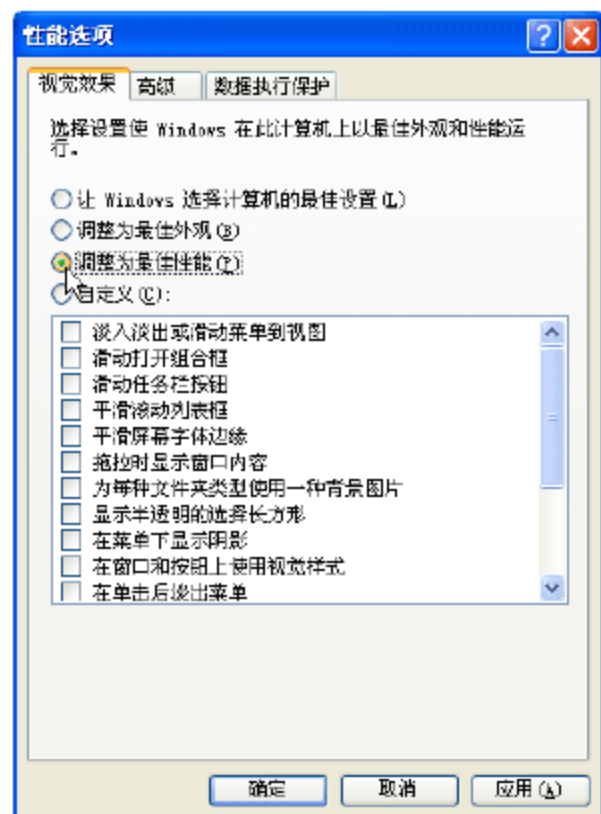 性能选项
视觉效果 高级 数据执行保护
选择设置使 Windows 在此计算机上以最佳外观和性能运
行。
让 Windows 选择计算机的最佳设置(L)
调整为最佳外观(B)
调整为最佳性能(P)
自定义(C):
淡入淡出或滑动菜单到视图
滑动打开组合框
滑动任务栏按钮
平滑滚动列表框
平滑屏幕字体边缘
拖拉时显示窗口内容
为每种文件夹类型使用一种背景图片
显示半透明的选择长方形
在菜单下显示阴影
在窗口和按钮上使用视觉样式
在单击后淡出菜单
确定 取消 应用(A)